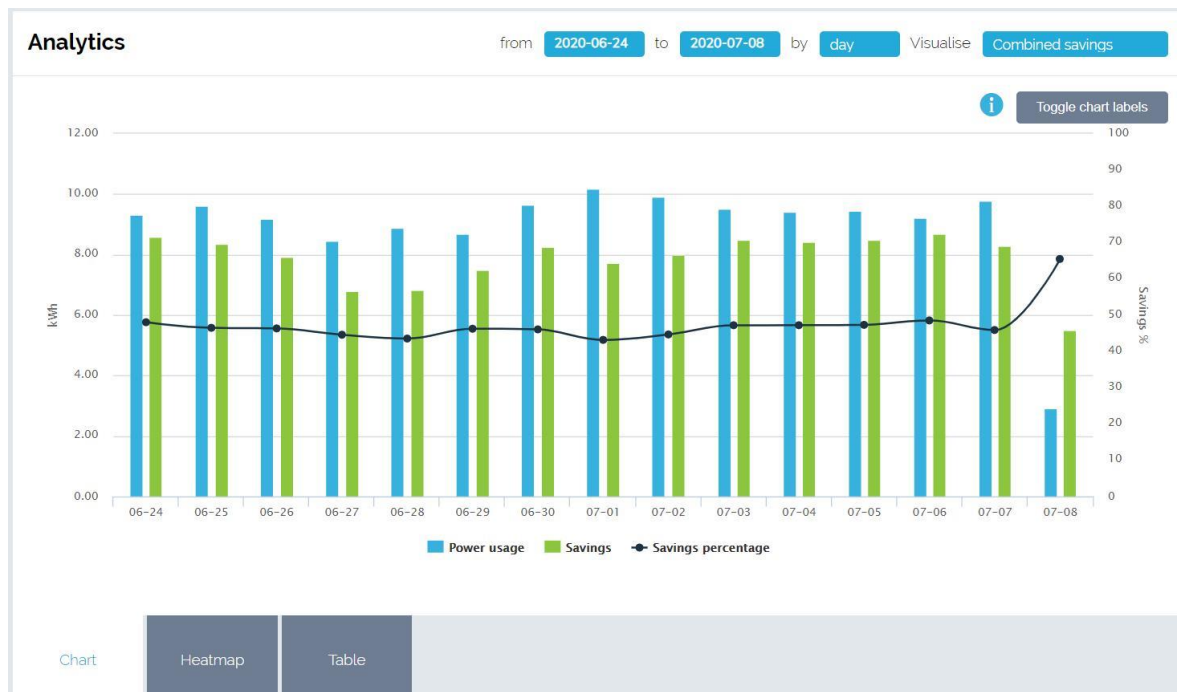 Analytics
from 2020-06-24 to 2020-07-08 by day Visualise Combined savings
i Toggle chart labels
12.00
10.00
8.00
6.00
4.00
2.00
0.00
kWh
100
90
80
70
60
50
40
30
20
10
0
Savings %
06-24 06-25 06-26 06-27 06-28 06-29 06-30 07-01 07-02 07-03 07-04 07-05 07-06 07-07 07-08
Power usage Savings Savings percentage
Chart Heatmap Table